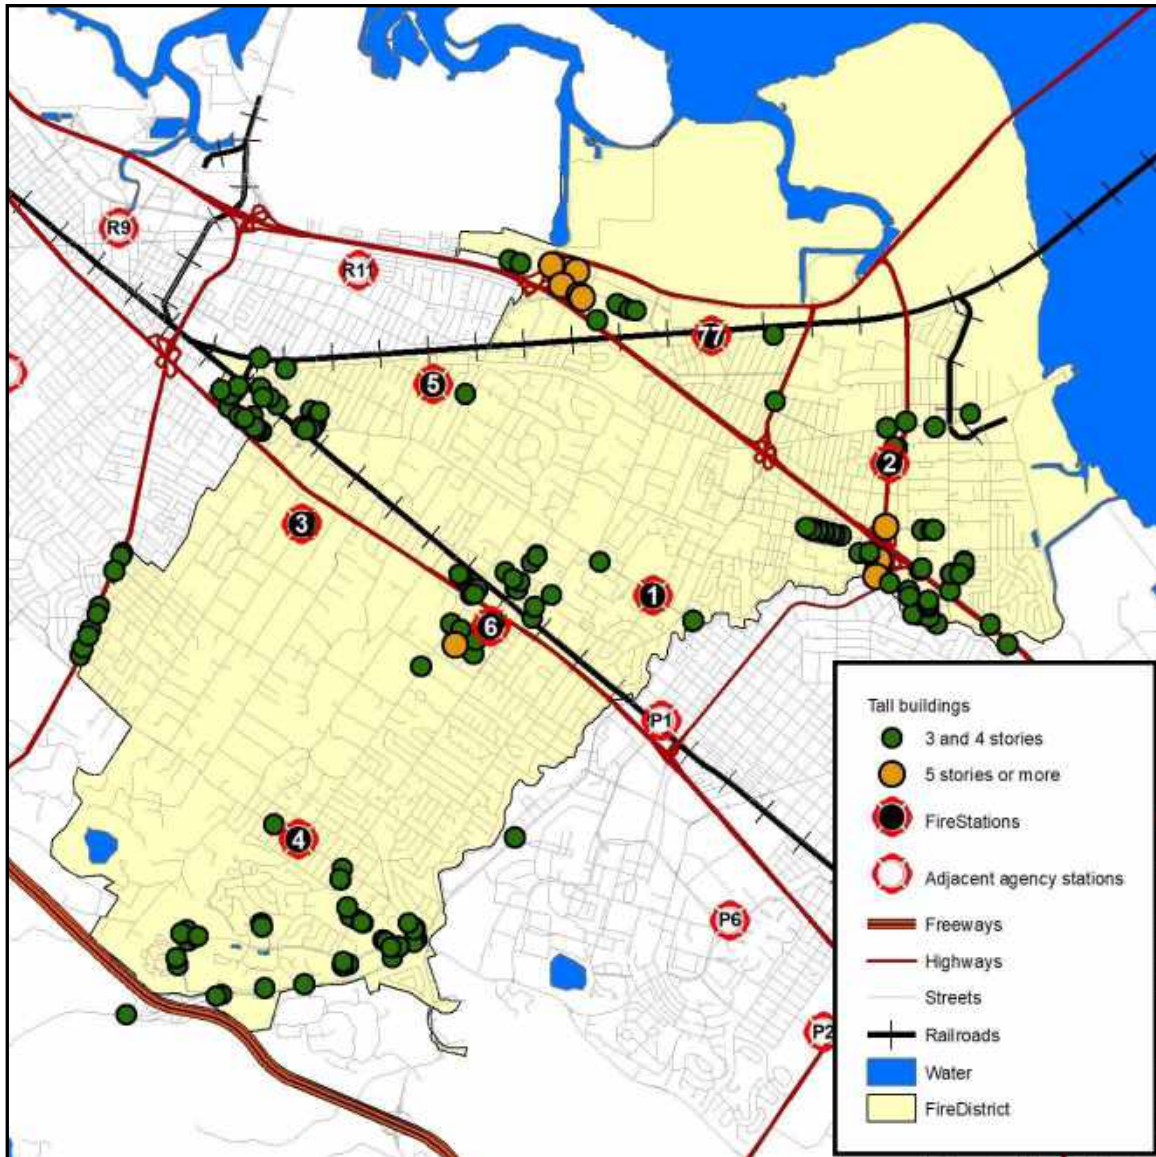 R9
R11
77
5
2
3
1
6
P1
4
P6
P2
Tall buildings
3 and 4 stories
5 stories or more
FireStations
Adjacent agency stations
Freeways
Highways
Streets
Railroads
Water
FireDistrict